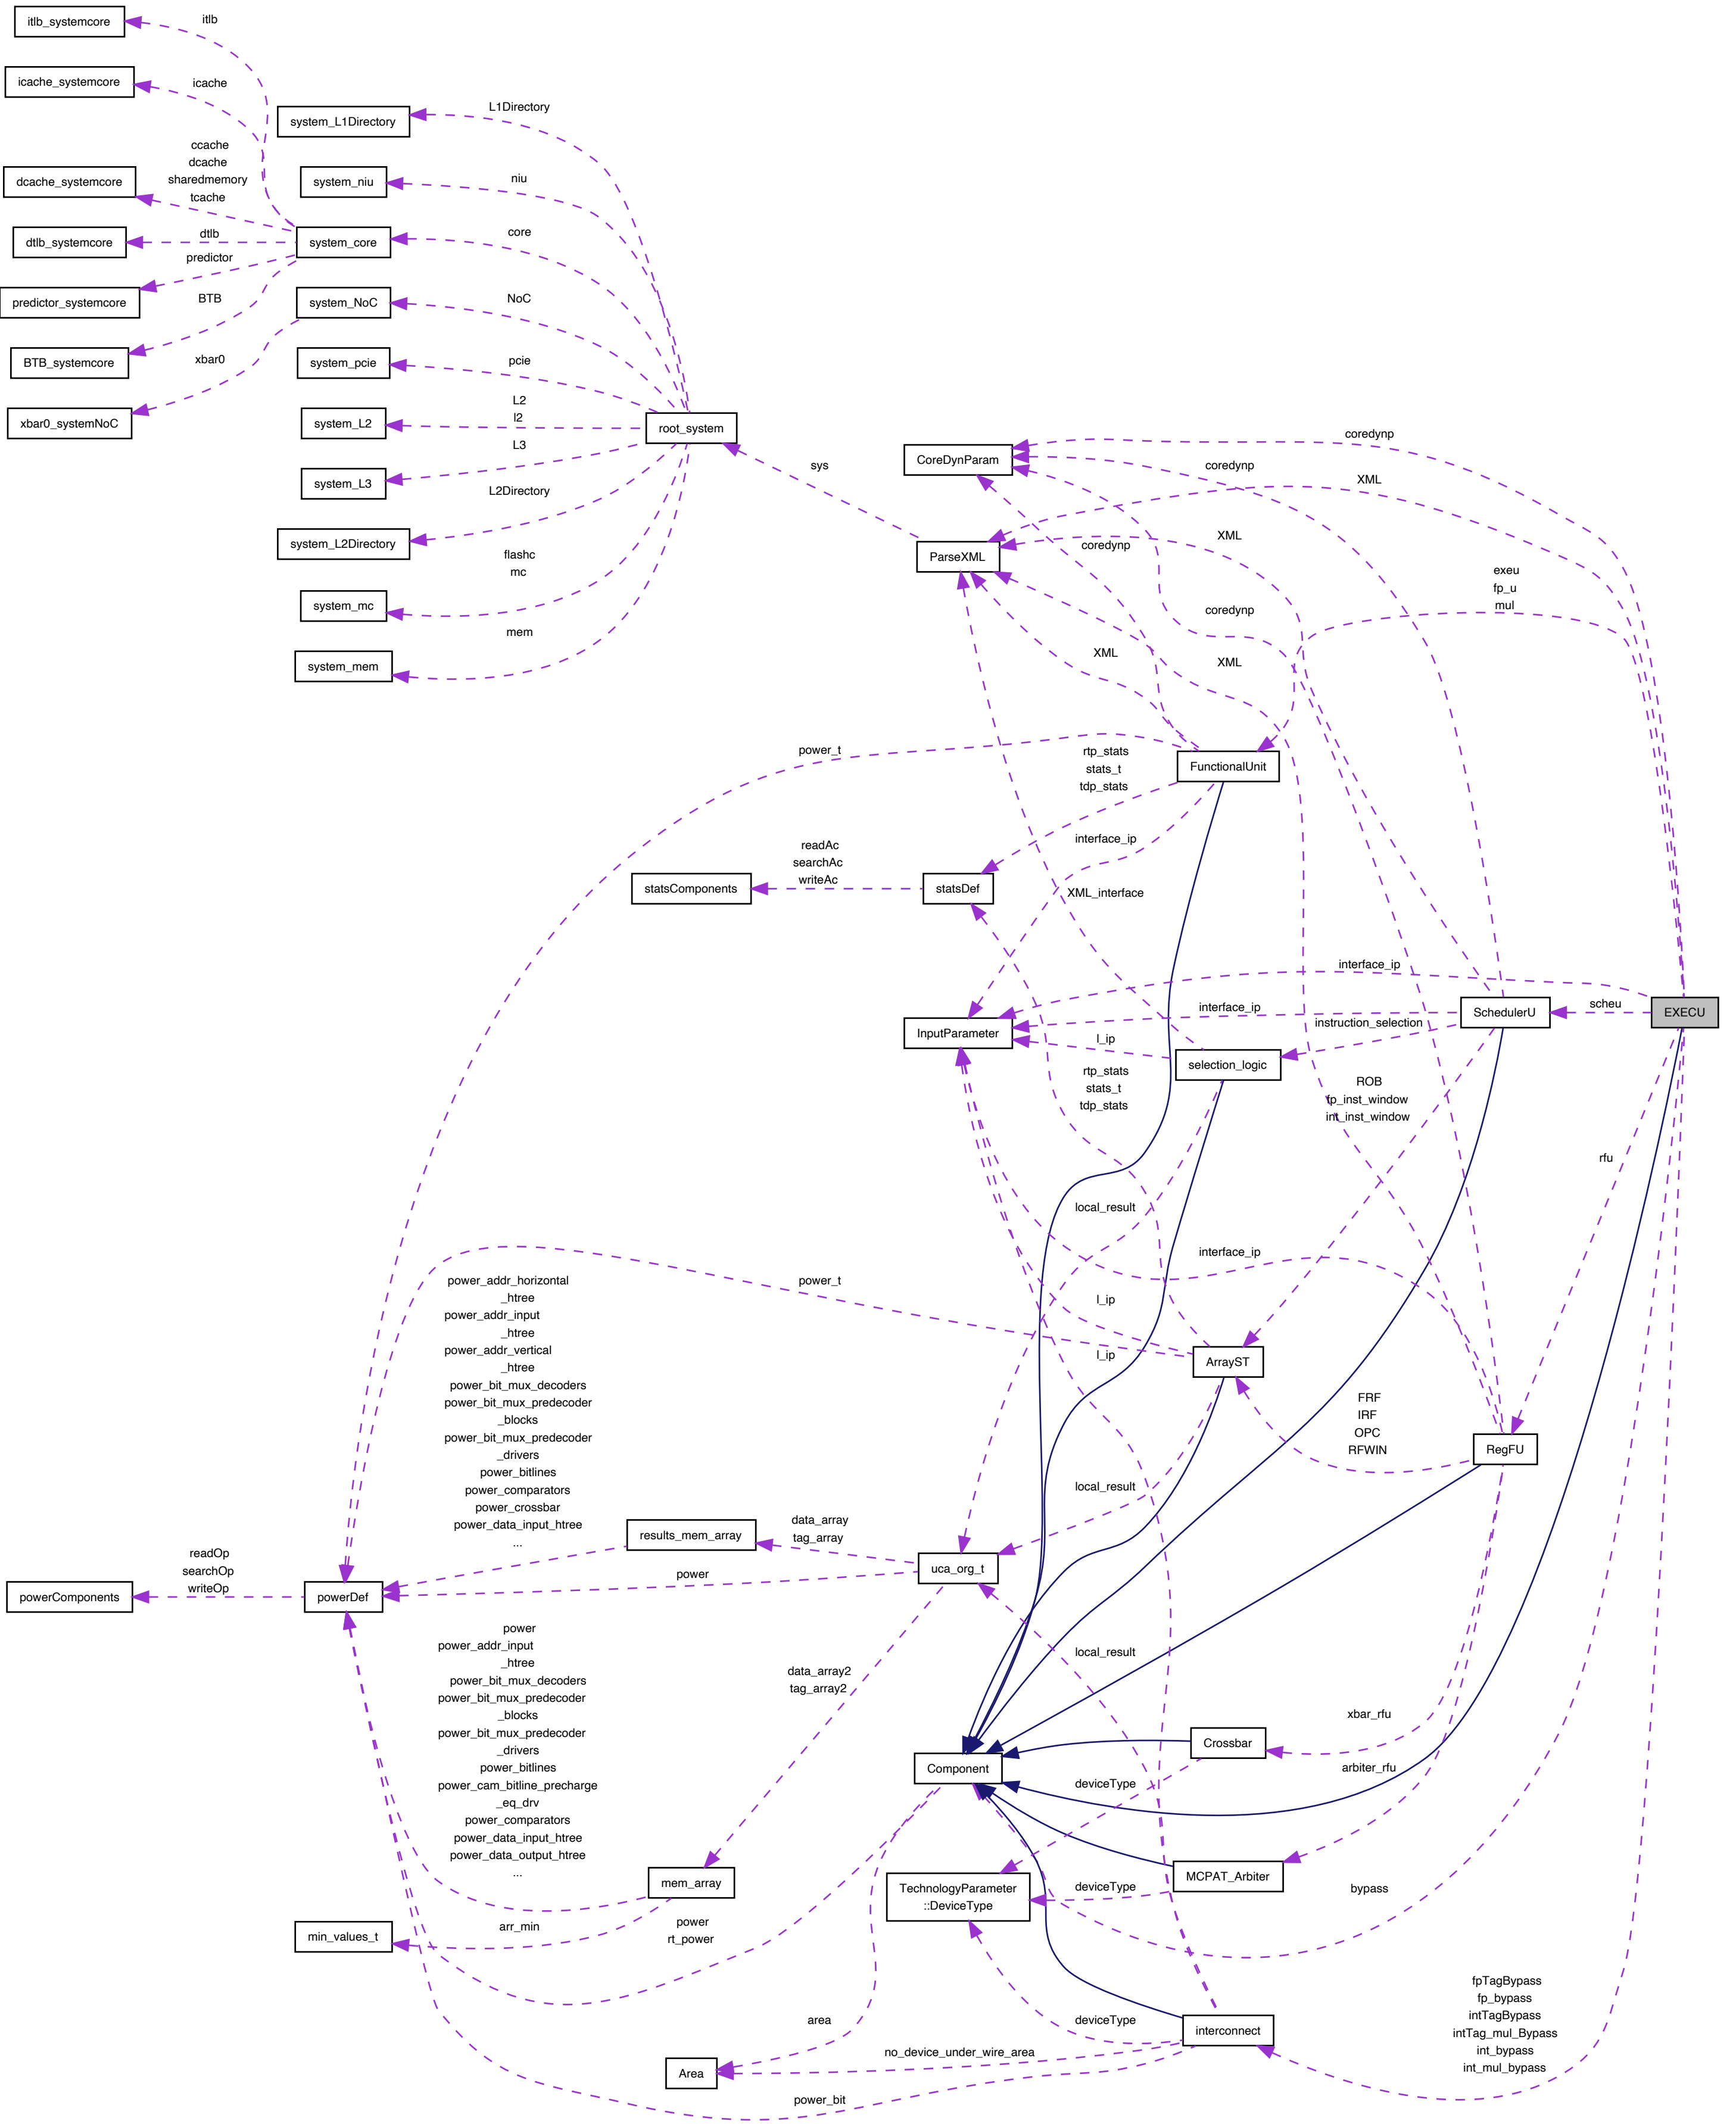 itlb_systemcore
itlb
icache_systemcore
icache
system_L1Directory
L1Directory
ccache
dcache
sharedmemory
tcache
dcache_systemcore
system_niu
niu
dtlb_systemcore
dtlb
system_core
core
predictor
predictor_systemcore
BTB
system_NoC
NoC
BTB_systemcore
xbar0
system_pcie
pcie
xbar0_systemNoC
system_L2
L2
l2
root_system
system_L3
L3
sys
CoreDynParam
coredynp
coredynp
XML
system_L2Directory
L2Directory
ParseXML
coredynp
XML
system_mc
flashc
mc
coredynp
exeu
fp_u
mul
system_mem
mem
XML
XML
power_t
rtp_stats
stats_t
tdp_stats
FunctionalUnit
interface_ip
readAc
searchAc
writeAc
statsComponents
statsDef
XML_interface
interface_ip
InputParameter
interface_ip
SchedulerU
scheu
EXECU
instruction_selection
l_ip
selection_logic
rtp_stats
stats_t
tdp_stats
ROB
fp_inst_window
int_inst_window
rfu
local_result
interface_ip
power_t
l_ip
l_ip
ArrayST
power_addr_horizontal
_htree
power_addr_input
_htree
power_addr_vertical
_htree
power_bit_mux_decoders
power_bit_mux_predecoder
_blocks
power_bit_mux_predecoder
_drivers
power_bitlines
power_comparators
power_crossbar
power_data_input_htree
...
FRF
IRF
OPC
RFWIN
RegFU
local_result
results_mem_array
data_array
tag_array
uca_org_t
readOp
searchOp
writeOp
powerComponents
powerDef
power
power
power_addr_input
_htree
power_bit_mux_decoders
power_bit_mux_predecoder
_blocks
power_bit_mux_predecoder
_drivers
power_bitlines
power_cam_bitline_precharge
_eq_drv
power_comparators
power_data_input_htree
power_data_output_htree
...
data_array2
tag_array2
local_result
xbar_rfu
Crossbar
Component
deviceType
arbiter_rfu
mem_array
TechnologyParameter
::DeviceType
deviceType
MCPAT_Arbiter
bypass
min_values_t
arr_min
power
rt_power
area
deviceType
interconnect
fpTagBypass
fp_bypass
intTagBypass
intTag_mul_Bypass
int_bypass
int_mul_bypass
no_device_under_wire_area
Area
power_bit